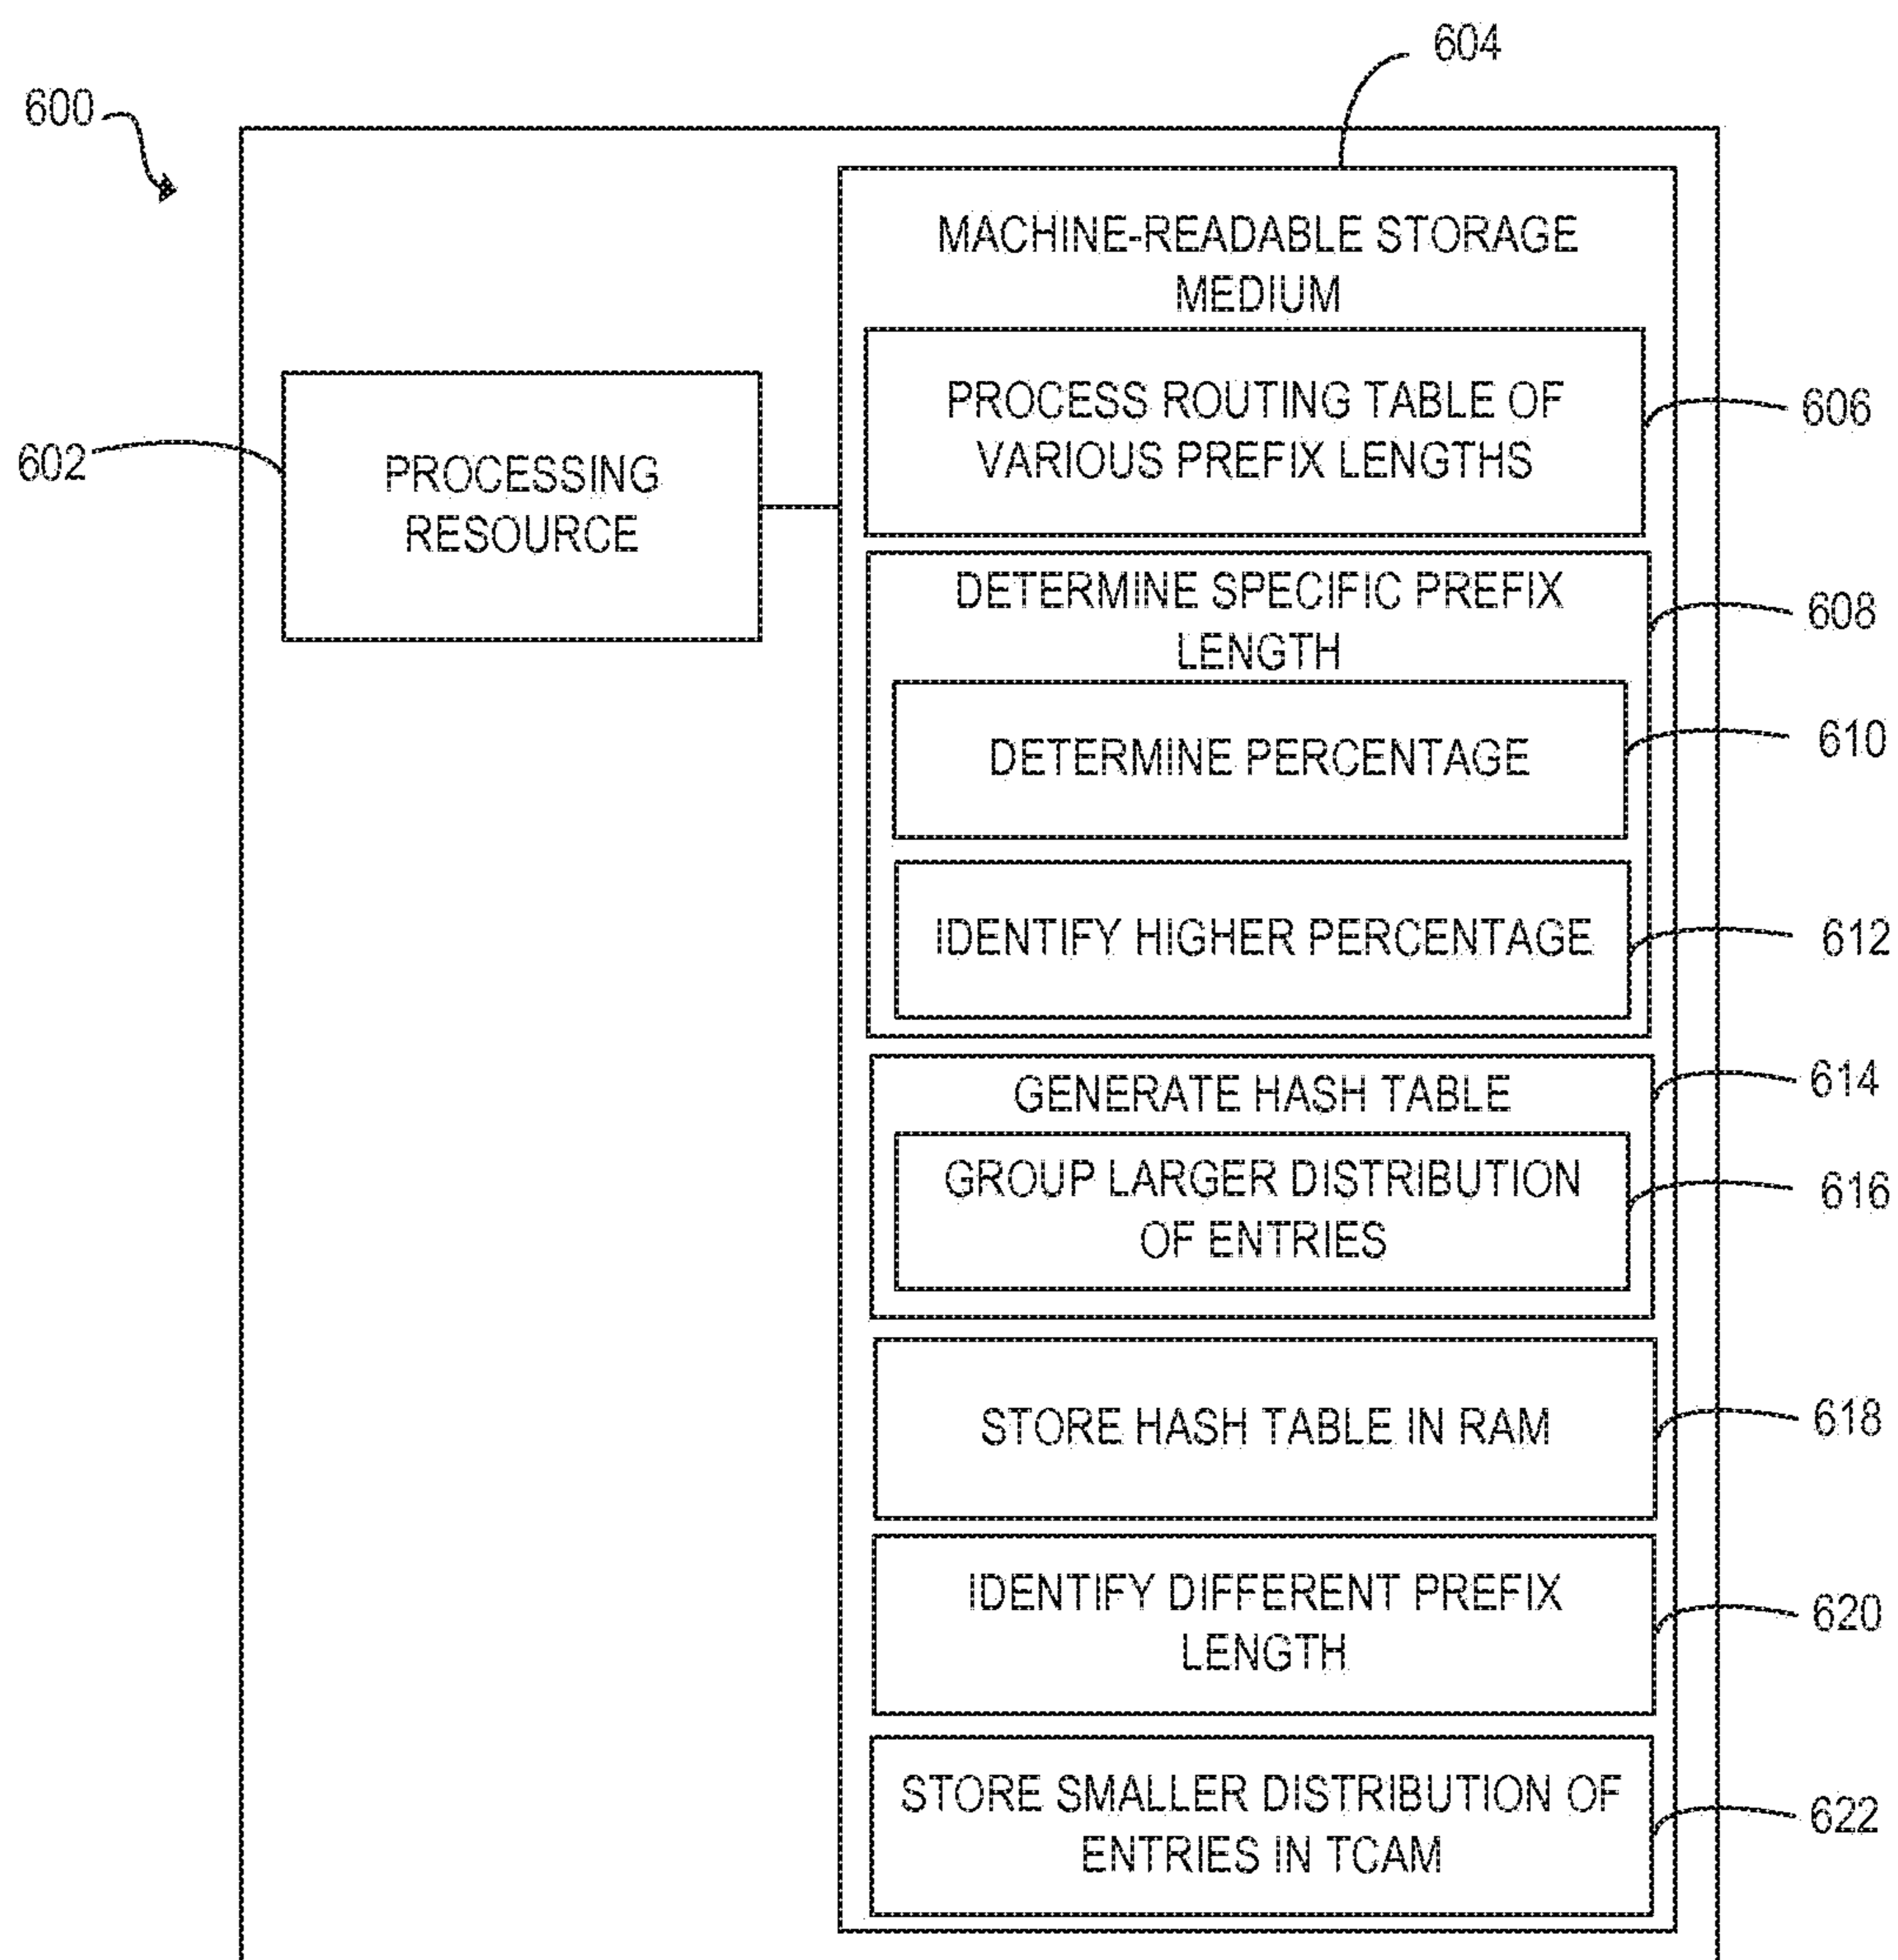 604
600
MACHINE-READABLE STORAGE
MEDIUM
PROCESS ROUTING TABLE OF
VARIOUS PREFIX LENGTHS
606
602
PROCESSING
RESOURCE
DETERMINE SPECIFIC PREFIX
LENGTH
608
DETERMINE PERCENTAGE
610
IDENTIFY HIGHER PERCENTAGE
612
GENERATE HASH TABLE
614
GROUP LARGER DISTRIBUTION
OF ENTRIES
616
STORE HASH TABLE IN RAM
618
IDENTIFY DIFFERENT PREFIX
LENGTH
620
STORE SMALLER DISTRIBUTION OF
ENTRIES IN TCAM
622